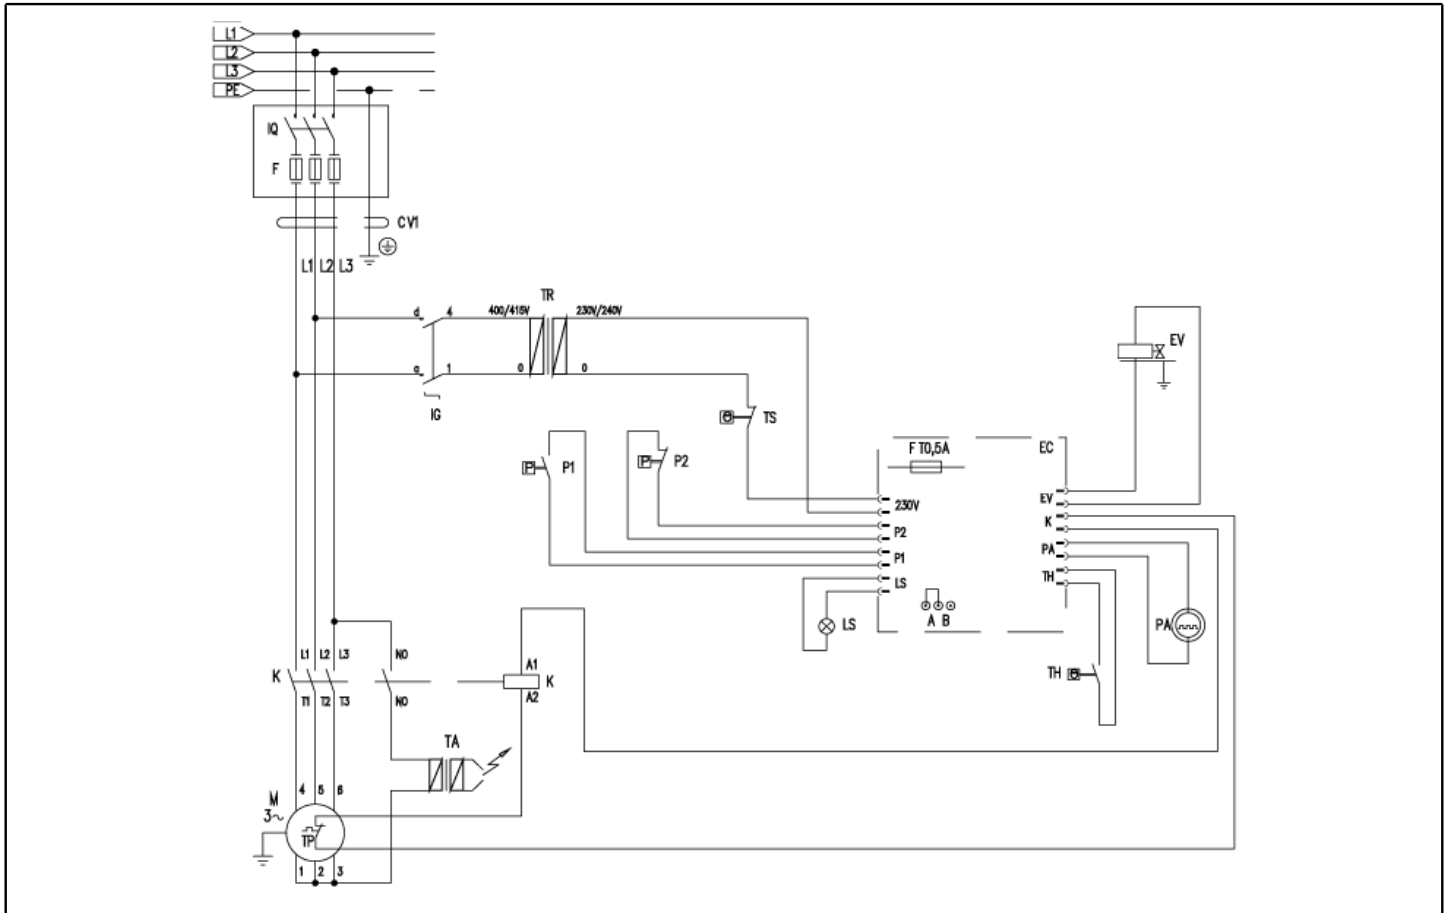 L1
L2
L3
PE
IQ
F
CV1
L1 L2 L3
TR
d 4 400/415V 230V/240V
a 1 0 0
IG
TS
EV
P1
P2
F T0,5A EC
230V
P2
P1
LS
EV
K
PA
TH
A B
LS
PA
TH
L1 L2 L3 NO
K
T1 T2 T3 NO
A1
K
A2
TA
4 5 6
M
3~
TP
1 2 3